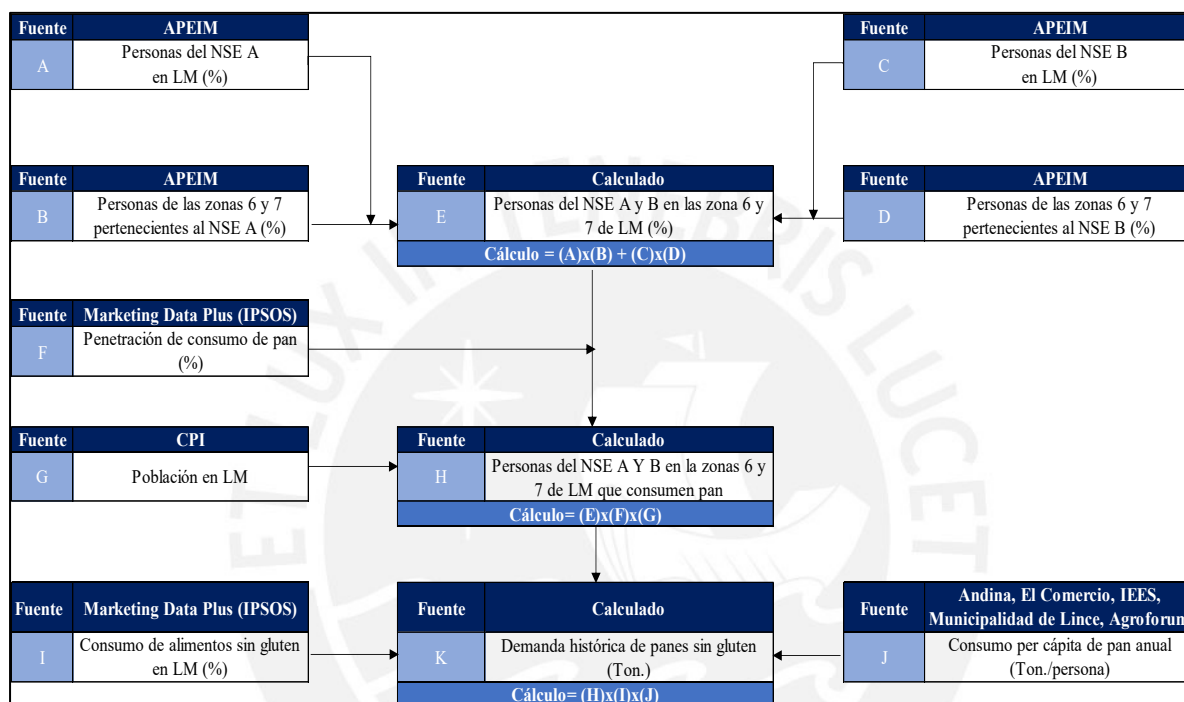 Fuente APEIM
A
Personas del NSE A
en LM (%)
Fuente APEIM
C
Personas del NSE B
en LM (%)
Fuente APEIM
B
Personas de las zonas 6 y 7
pertenecientes al NSE A (%)
Fuente Calculado
E
Personas del NSE A y B en las zona 6 y
7 de LM (%)
Cálculo = (A)x(B) + (C)x(D)
Fuente APEIM
D
Personas de las zonas 6 y 7
pertenecientes al NSE B (%)
Fuente Marketing Data Plus (IPSOS)
F
Penetración de consumo de pan
(%)
Fuente CPI
G
Población en LM
Fuente Calculado
H
Personas del NSE A Y B en la zonas 6 y
7 de LM que consumen pan
Cálculo= (E)x(F)x(G)
Fuente Marketing Data Plus (IPSOS)
I
Consumo de alimentos sin gluten
en LM (%)
Fuente Calculado
K
Demanda histórica de panes sin gluten
(Ton.)
Cálculo= (H)x(I)x(J)
Fuente
Andina, El Comercio, IEES,
Municipalidad de Lince, Agroforum
J
Consumo per cápita de pan anual
(Ton./persona)
ET LUX IN TENEBRIS LUCET